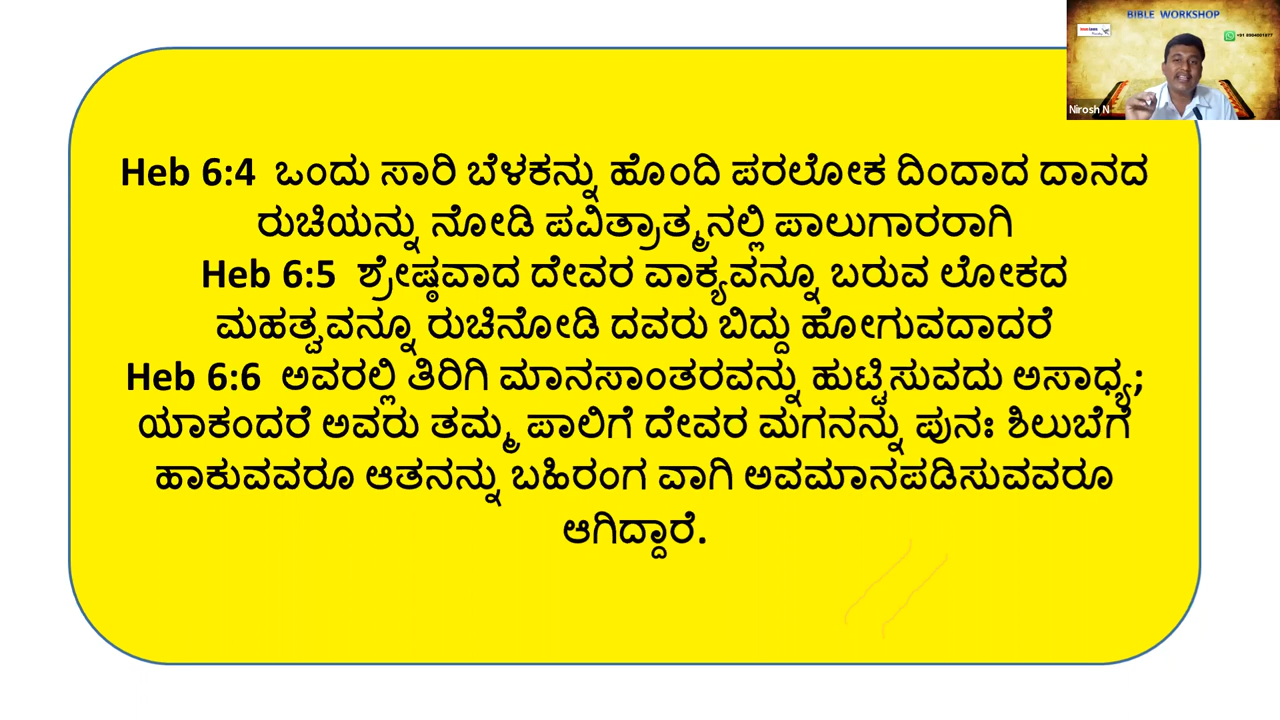 BIBLE WORKSHOP
Nirosh N
Heb 6:4 ಒಂದು ಸಾರಿ ಬೆಳಕನ್ನು ಹೊಂದಿ ಪರಲೋಕ ದಿಂದಾದ ದಾನದ
ರುಚಿಯನ್ನು ನೋಡಿ ಪವಿತ್ರಾತ್ಮನಲ್ಲಿ ಪಾಲುಗಾರರಾಗಿ
Heb 6:5 ಶ್ರೇಷ್ಠವಾದ ದೇವರ ವಾಕ್ಯವನ್ನೂ ಬರುವ ಲೋಕದ
ಮಹತ್ವವನ್ನೂ ರುಚಿನೋಡಿ ದವರು ಬಿದ್ದು ಹೋಗುವದಾದರೆ
Heb 6:6 ಅವರಲ್ಲಿ ತಿರಿಗಿ ಮಾನಸಾಂತರವನ್ನು ಹುಟ್ಟಿಸುವದು ಅಸಾಧ್ಯ;
ಯಾಕಂದರೆ ಅವರು ತಮ್ಮ ಪಾಲಿಗೆ ದೇವರ ಮಗನನ್ನು ಪುನಃ ಶಿಲುಬೆಗೆ
ಹಾಕುವವರೂ ಆತನನ್ನು ಬಹಿರಂಗ ವಾಗಿ ಅವಮಾನಪಡಿಸುವವರೂ
ಆಗಿದ್ದಾರೆ.